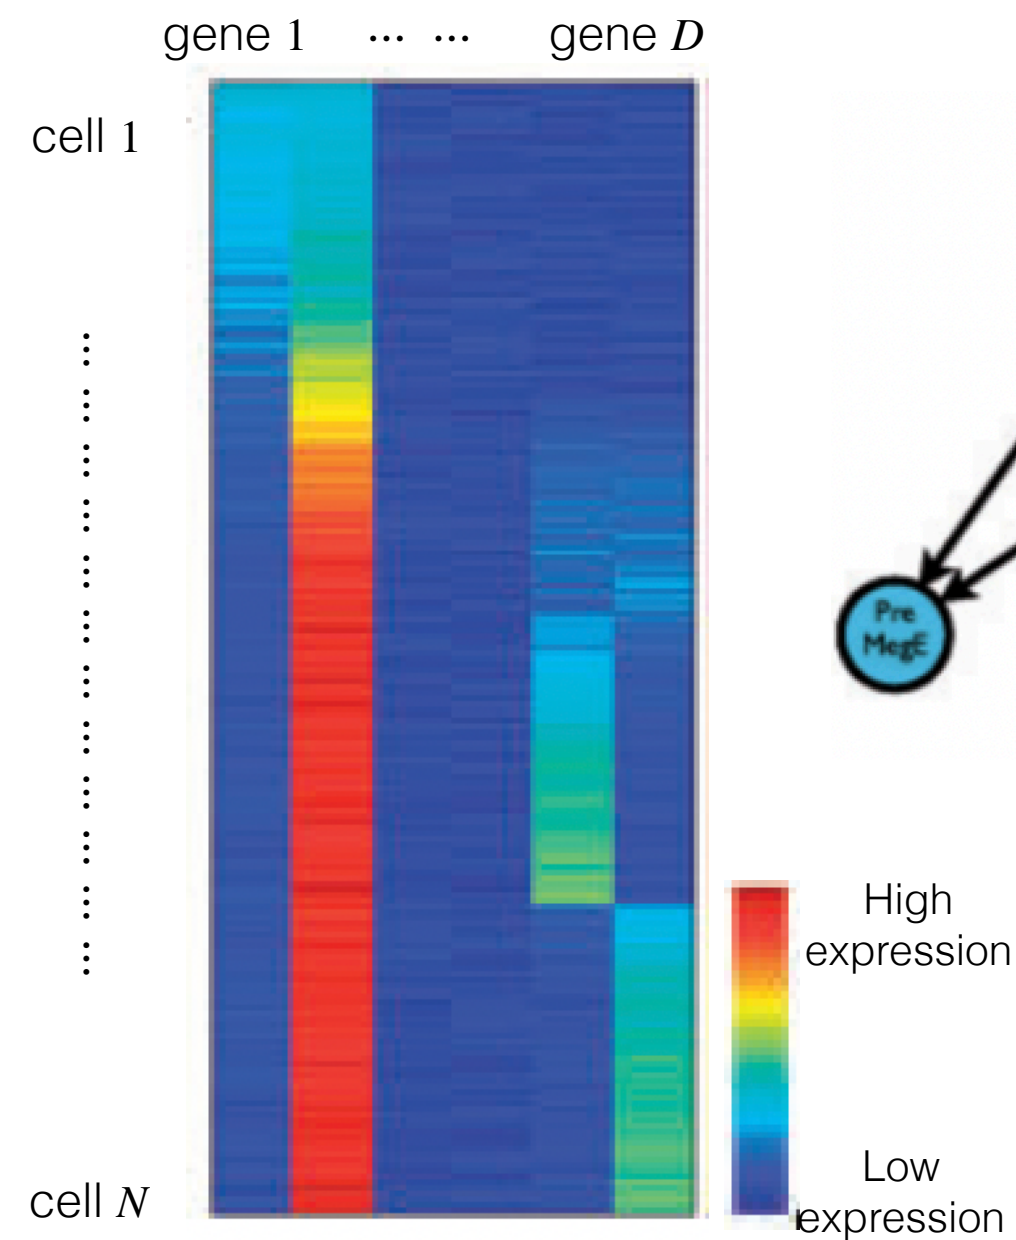 gene 1 ... ... gene D
cell 1
cell N
Pre
MegE
High
expression
Low
expression